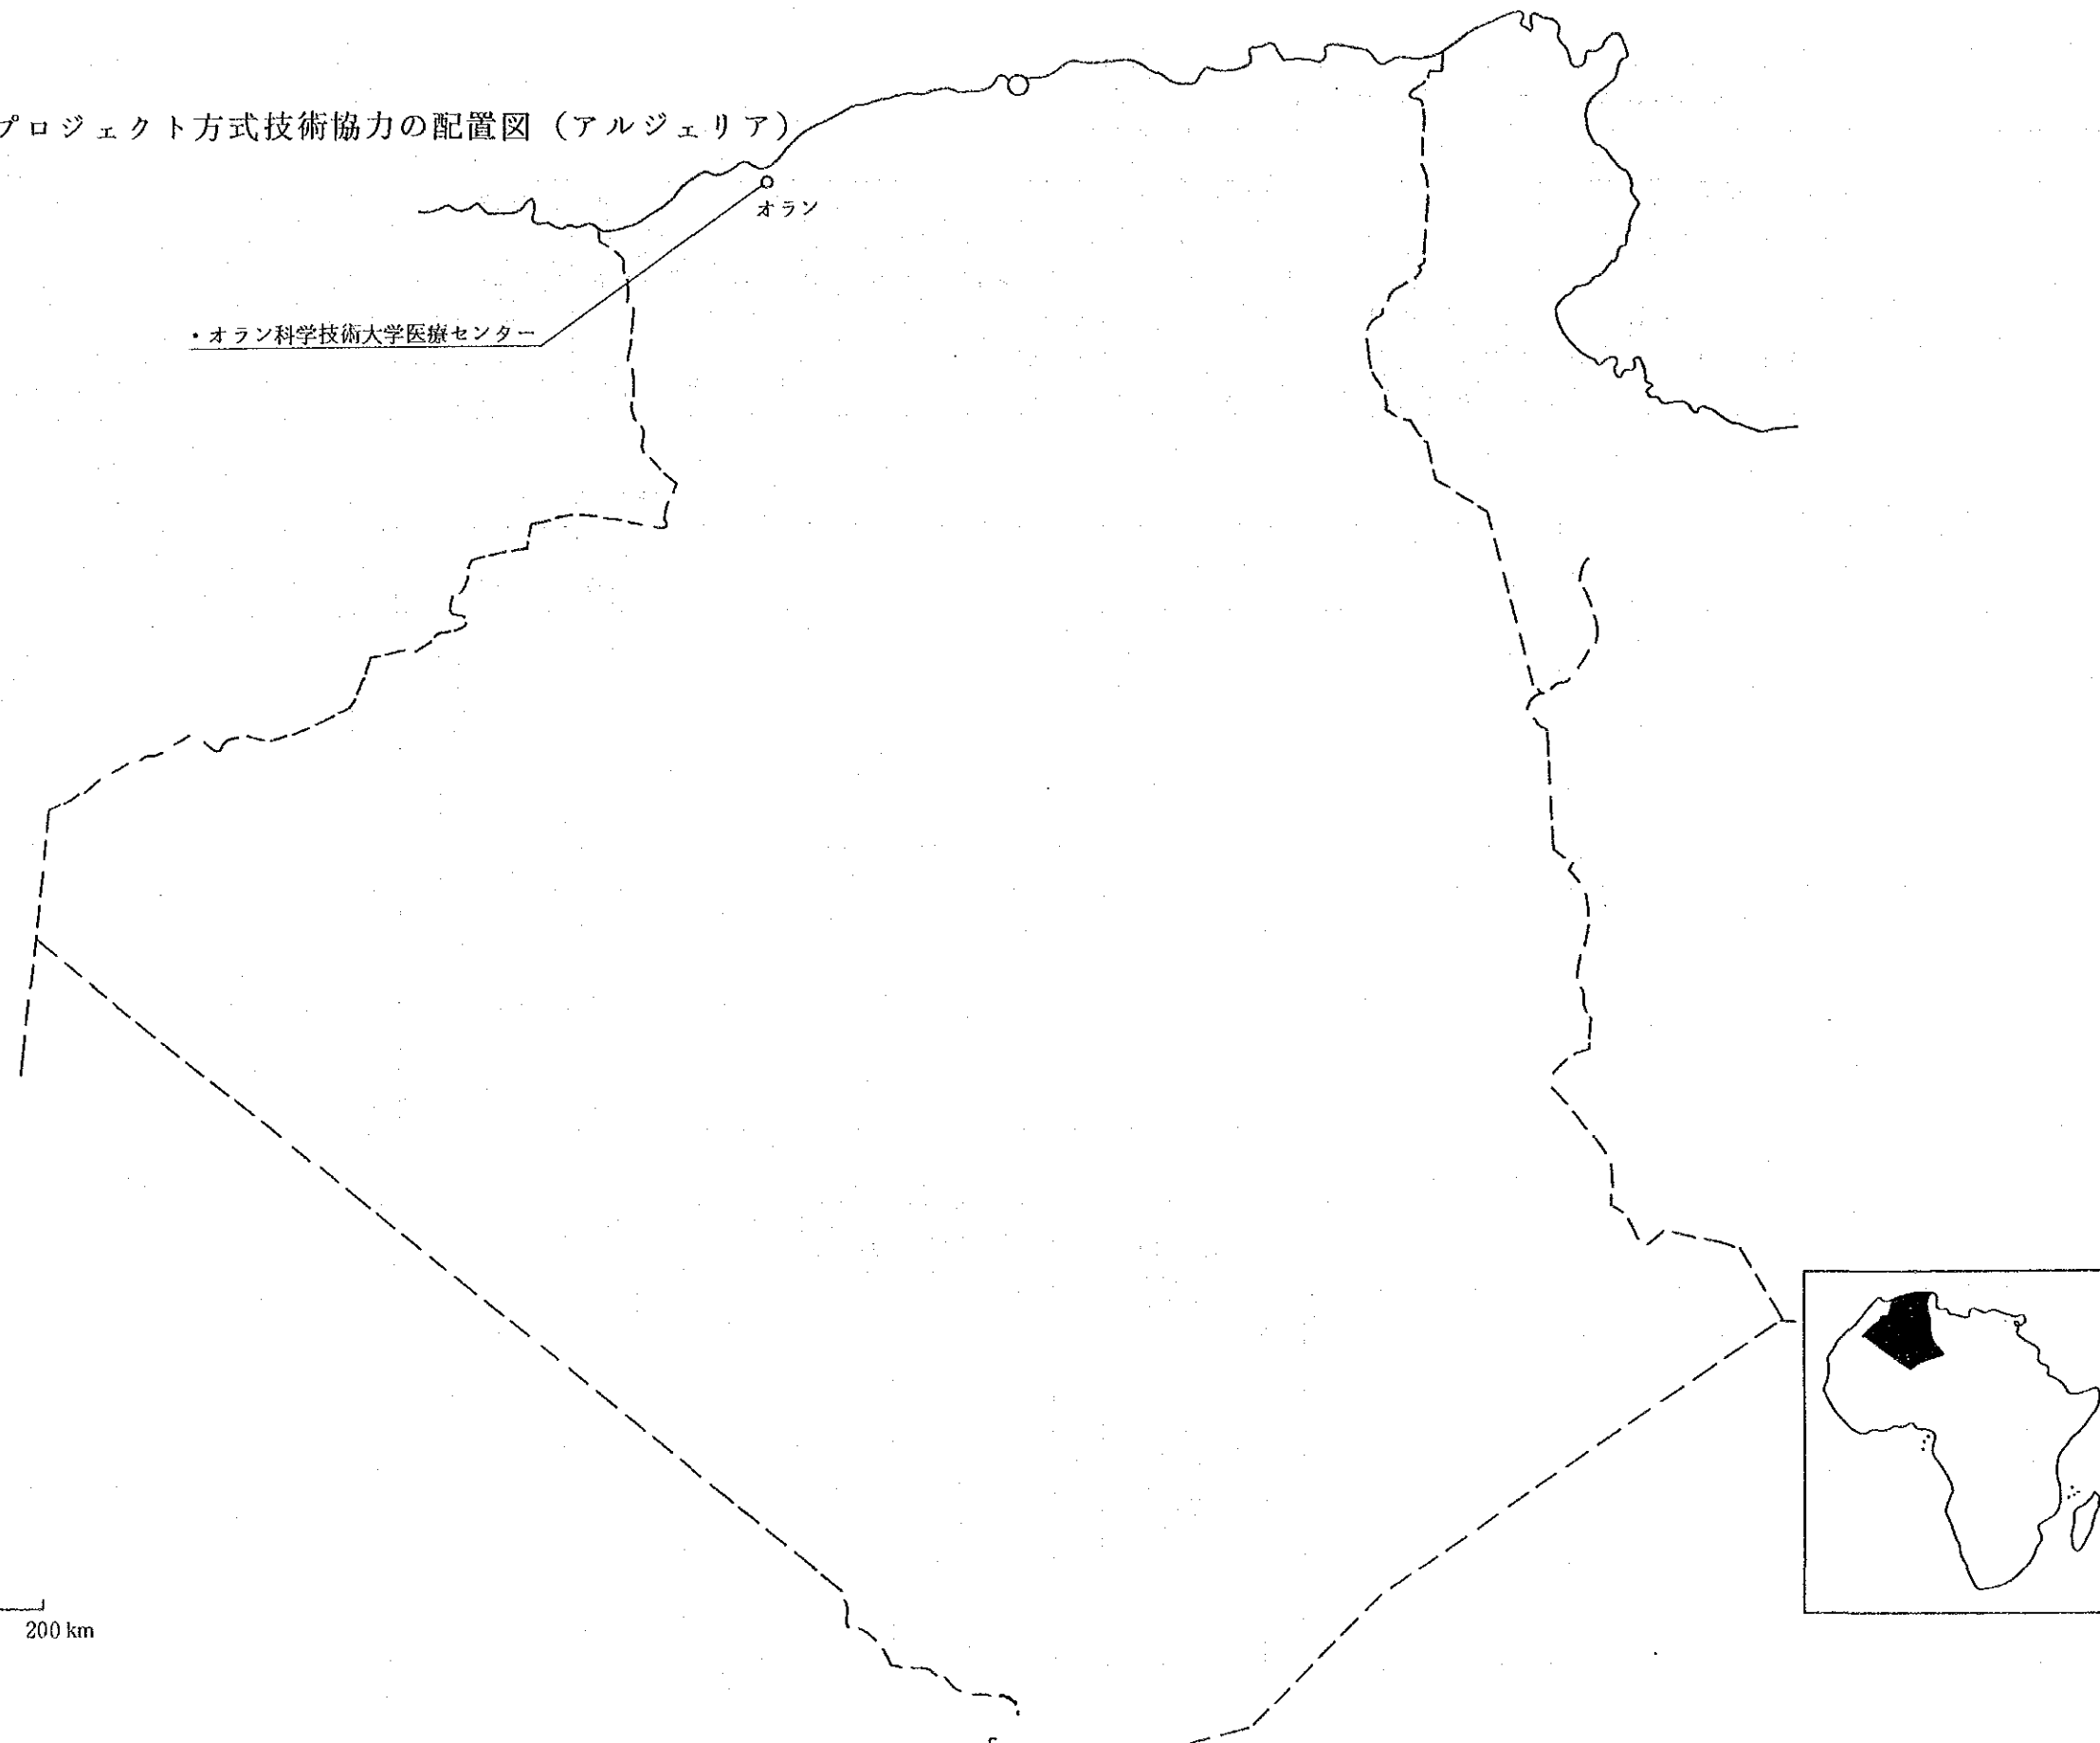 プロジェクト方式技術協力の配置図（アルジェリア）
オラン
・オラン科学技術大学医療センター
200 km